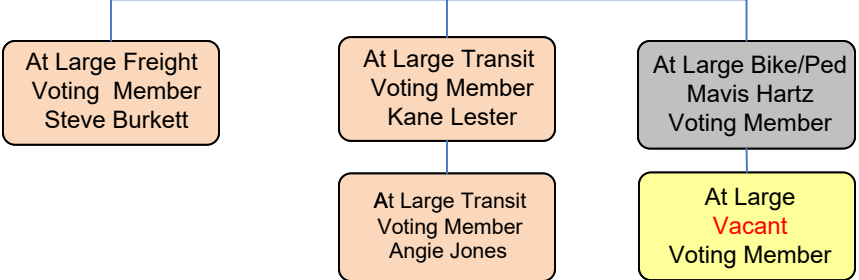 At Large Freight
Voting Member
Steve Burkett
At Large Transit
Voting Member
Kane Lester
At Large Bike/Ped
Mavis Hartz
Voting Member
At Large Transit
Voting Member
Angie Jones
At Large
Vacant
Voting Member